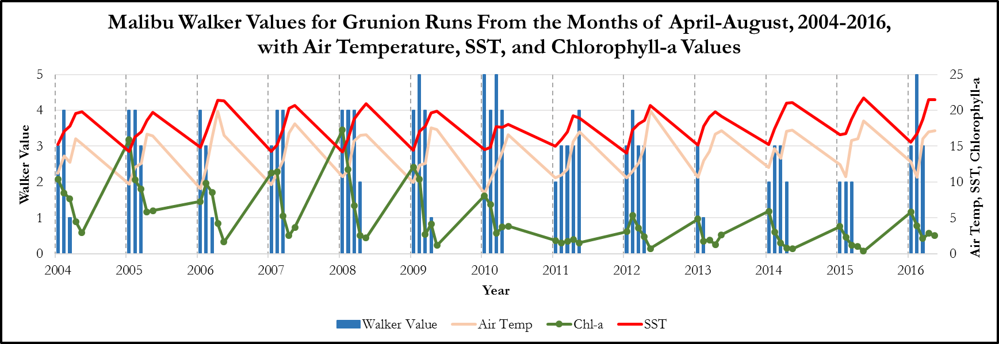 Malibu Walker Values for Grunion Runs From the Months of April-August, 2004-2016,
with Air Temperature, SST, and Chlorophyll-a Values
5
4
3
2
1
0
Walker Value
25
20
15
10
5
0
Air Temp, SST, Chlorophyll-a
2004 2005 2006 2007 2008 2009 2010 2011 2012 2013 2014 2015 2016
Year
Walker Value Air Temp Chl-a SST